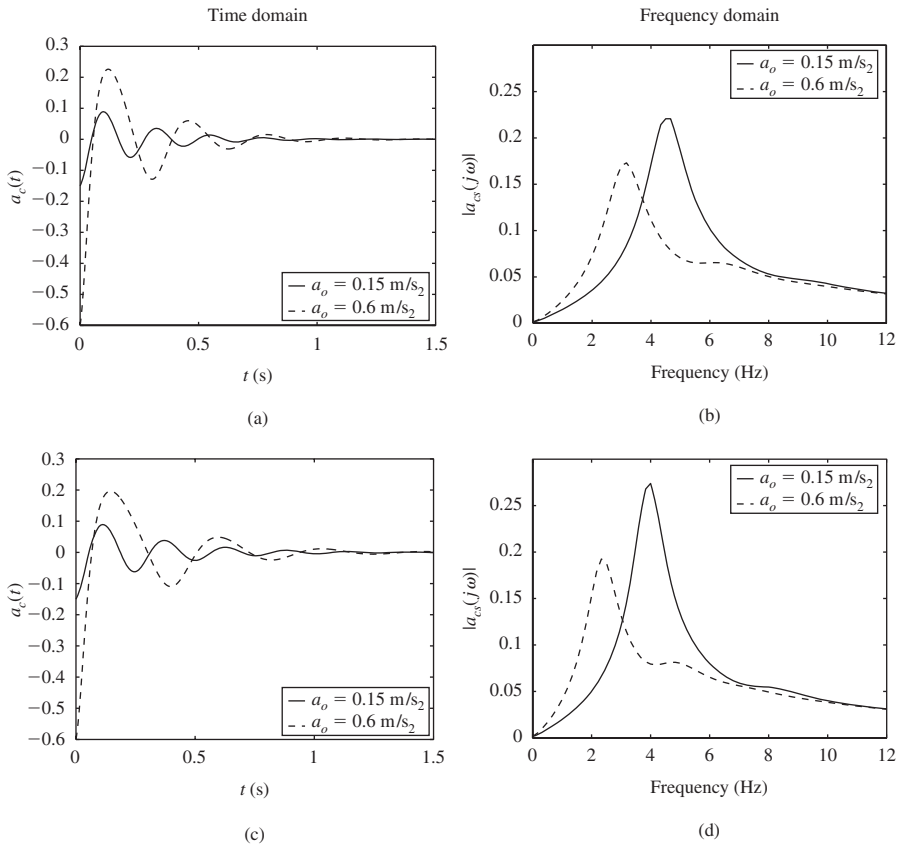 Time domain
Frequency domain
0.3
0.2
0.1
0
−0.1
−0.2
−0.3
−0.4
−0.5
−0.6
a_c(t)
a_o = 0.15 m/s_2
a_o = 0.6 m/s_2
0 0.5 1 1.5
t (s)
(a)
0.25
0.2
0.15
0.1
0.05
0
|a_cs(jω)|
a_o = 0.15 m/s_2
a_o = 0.6 m/s_2
0 2 4 6 8 10 12
Frequency (Hz)
(b)
0.3
0.2
0.1
0
−0.1
−0.2
−0.3
−0.4
−0.5
−0.6
a_c(t)
a_o = 0.15 m/s_2
a_o = 0.6 m/s_2
0 0.5 1 1.5
t (s)
(c)
0.25
0.2
0.15
0.1
0.05
0
|a_cs(jω)|
a_o = 0.15 m/s_2
a_o = 0.6 m/s_2
0 2 4 6 8 10 12
Frequency (Hz)
(d)